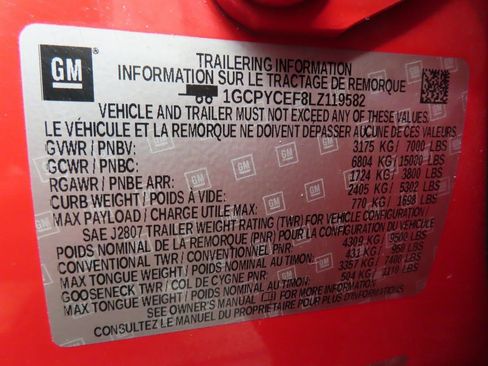 GM
TRAILERING INFORMATION
INFORMATION SUR LE TRACTAGE DE REMORQUE
1GCPYCEF8LZ119582
VEHICLE AND TRAILER MUST NOT EXCEED ANY OF THESE WEIGHTS
LE VÉHICULE ET LA REMORQUE NE DOIVENT DÉPASSER AUCUNE DE CES MASSES
GVWR / PNBV: 3175 KG / 7000 LBS
GCWR / PNBC: 6804 KG / 15000 LBS
RGAWR / PNBE ARR: 1724 KG / 3800 LBS
CURB WEIGHT / POIDS À VIDE: 2405 KG / 5302 LBS
MAX PAYLOAD / CHARGE UTILE MAX: 770 KG / 1698 LBS
SAE J2807 TRAILER WEIGHT RATING (TWR) FOR VEHICLE CONFIGURATION
POIDS NOMINAL DE LA REMORQUE (PNR) POUR LA CONFIGURATION DU VÉHICULE
CONVENTIONAL TWR / PNR CLASSIQUE: 4309 KG / 9500 LBS
MAX TONGUE WEIGHT / POIDS MAXIMAL AU TIMON: 431 KG / 950 LBS
GOOSENECK TWR / COL DE CYGNE PNR: 3357 KG / 7400 LBS
MAX TONGUE WEIGHT / POIDS MAXIMAL AU TIMON: 504 KG / 1110 LBS
SEE OWNER'S MANUAL FOR MORE INFORMATION
CONSULTEZ LE MANUEL DU PROPRIÉTAIRE POUR PLUS D'INFORMATION